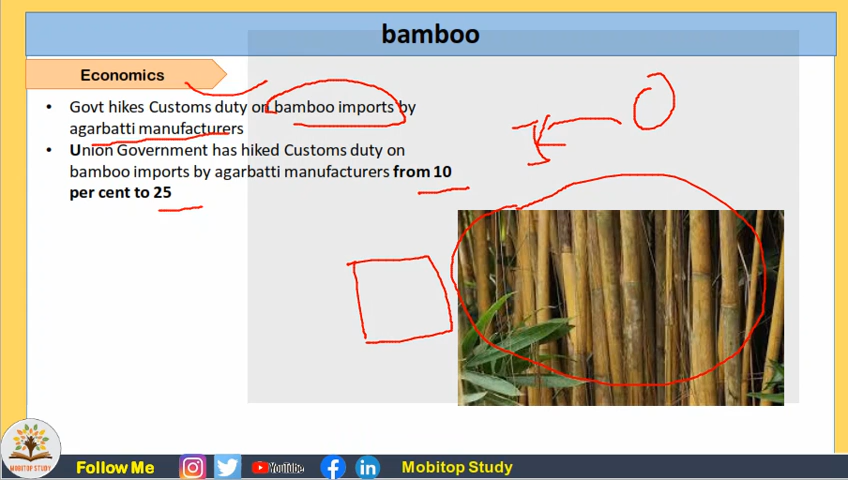 bamboo
Economics
• Govt hikes Customs duty on bamboo imports by
agarbatti manufacturers
• Union Government has hiked Customs duty on
bamboo imports by agarbatti manufacturers from 10
per cent to 25
MOBITOP STUDY
Follow Me
YouTube
Mobitop Study